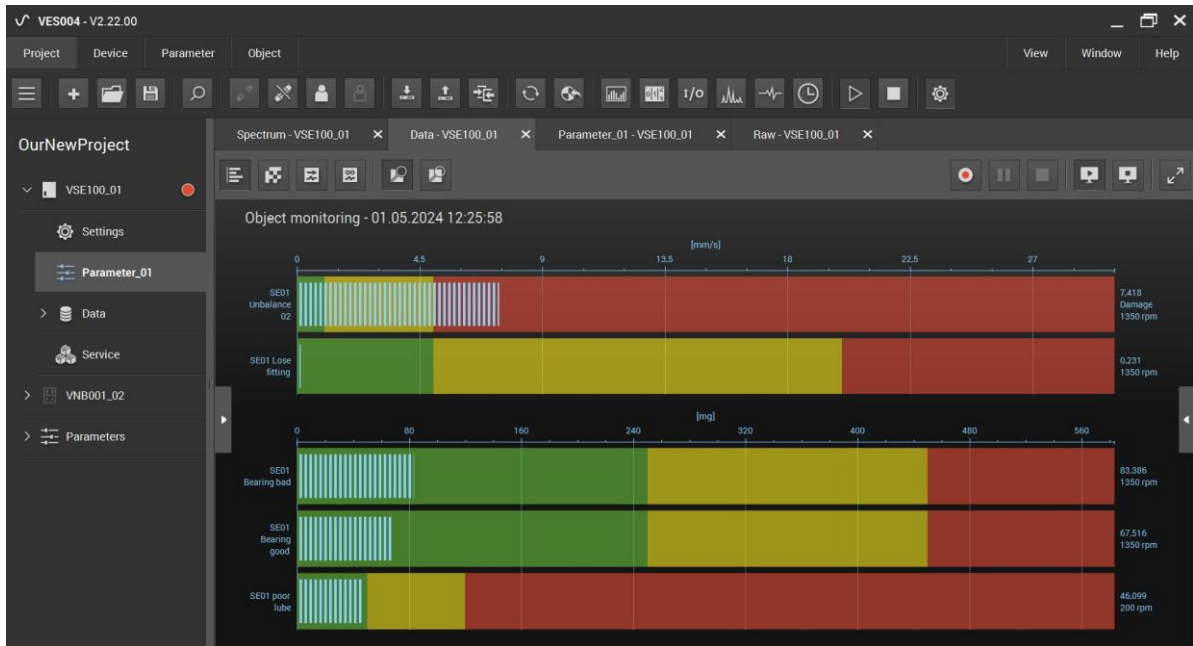 VES004 - V2.22.00
Project Device Parameter Object View Window Help
I/O
OurNewProject
Spectrum - VSE100_01 Data - VSE100_01 Parameter_01 - VSE100_01 Raw - VSE100_01
VSE100_01
Settings
Parameter_01
Data
Service
VNB001_02
Parameters
Object monitoring - 01.05.2024 12:25:58
[mm/s]
0 4,5 9 13,5 18 22,5 27
SE01
Unbalance
02
7,418
Damage
1350 rpm
SE01 Lose
fitting
0,231
1350 rpm
[mg]
0 80 160 240 320 400 480 560
SE01
Bearing bad
83,386
1350 rpm
SE01
Bearing
good
67,516
1350 rpm
SE01 poor
lube
46,099
200 rpm